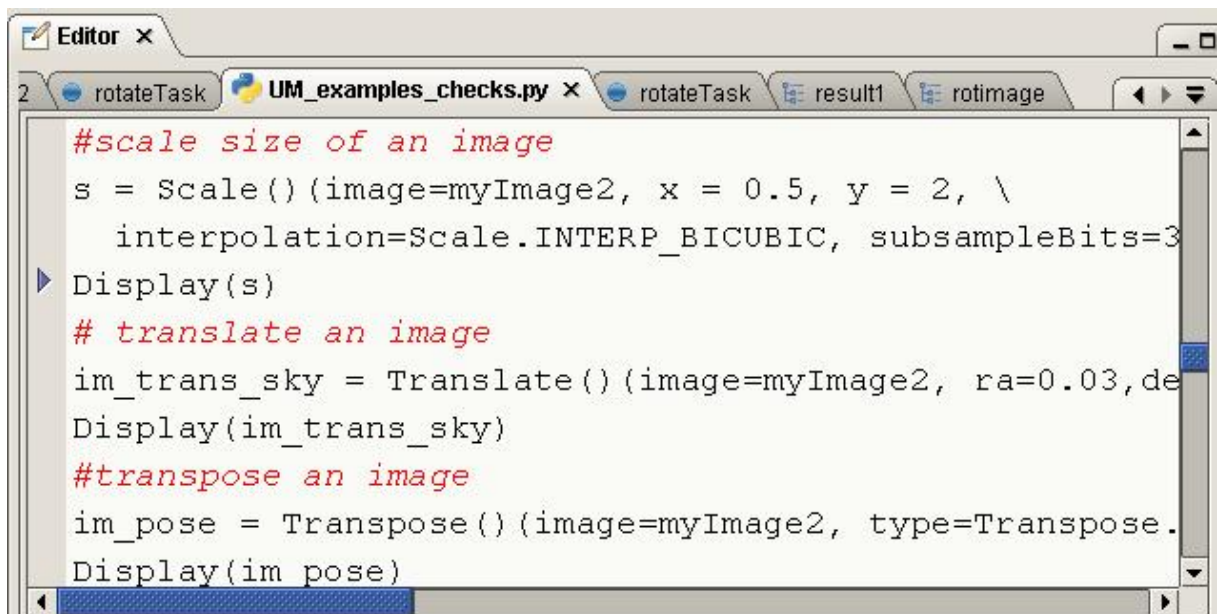 Editor
2 rotateTask UM_examples_checks.py rotateTask result1 rotimage
#scale size of an image
s = Scale()(image=myImage2, x = 0.5, y = 2, \
interpolation=Scale.INTERP_BICUBIC, subsampleBits=3
Display(s)
# translate an image
im_trans_sky = Translate()(image=myImage2, ra=0.03,de
Display(im_trans_sky)
#transpose an image
im_pose = Transpose()(image=myImage2, type=Transpose.
Display(im_pose)